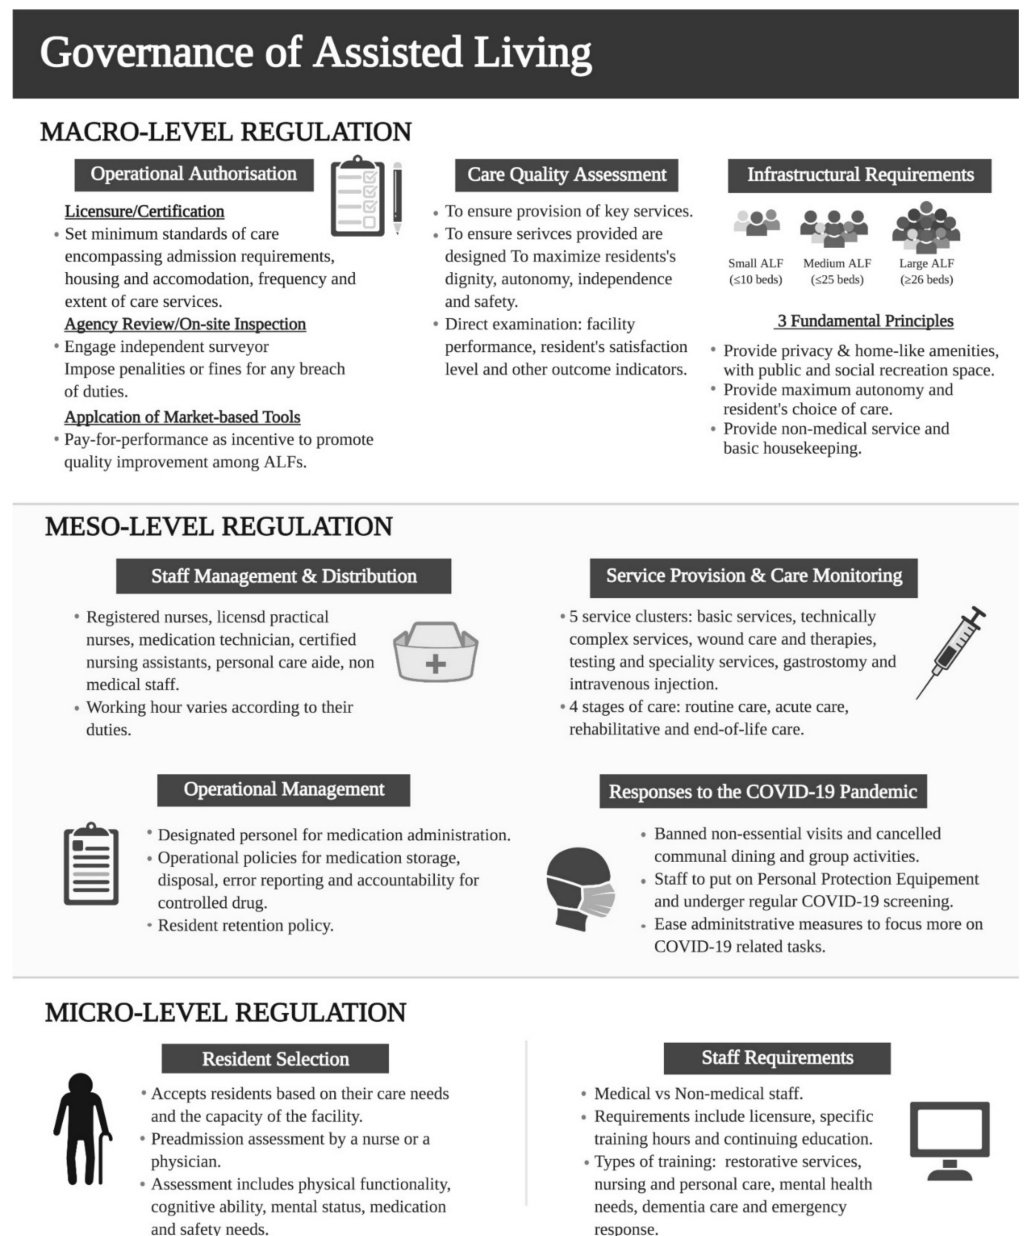 Governance of Assisted Living
MACRO-LEVEL REGULATION
Operational Authorisation
Licensure/Certification
• Set minimum standards of care
encompassing admission requirements,
housing and accomodation, frequency and
extent of care services.
Agency Review/On-site Inspection
• Engage independent surveyor
Impose penalities or fines for any breach
of duties.
Applcation of Market-based Tools
• Pay-for-performance as incentive to promote
quality improvement among ALFs.
Care Quality Assessment
• To ensure provision of key services.
• To ensure serivces provided are
designed To maximize residents's
dignity, autonomy, independence
and safety.
• Direct examination: facility
performance, resident's satisfaction
level and other outcome indicators.
Infrastructural Requirements
Small ALF
(≤10 beds)
Medium ALF
(≤25 beds)
Large ALF
(≥26 beds)
3 Fundamental Principles
• Provide privacy & home-like amenities,
with public and social recreation space.
• Provide maximum autonomy and
resident's choice of care.
• Provide non-medical service and
basic housekeeping.
MESO-LEVEL REGULATION
Staff Management & Distribution
• Registered nurses, licensd practical
nurses, medication technician, certified
nursing assistants, personal care aide, non
medical staff.
• Working hour varies according to their
duties.
Service Provision & Care Monitoring
• 5 service clusters: basic services, technically
complex services, wound care and therapies,
testing and speciality services, gastrostomy and
intravenous injection.
• 4 stages of care: routine care, acute care,
rehabilitative and end-of-life care.
Operational Management
• Designated personel for medication administration.
• Operational policies for medication storage,
disposal, error reporting and accountability for
controlled drug.
• Resident retention policy.
Responses to the COVID-19 Pandemic
• Banned non-essential visits and cancelled
communal dining and group activities.
• Staff to put on Personal Protection Equipement
and underger regular COVID-19 screening.
• Ease adminitstrative measures to focus more on
COVID-19 related tasks.
MICRO-LEVEL REGULATION
Resident Selection
• Accepts residents based on their care needs
and the capacity of the facility.
• Preadmission assessment by a nurse or a
physician.
• Assessment includes physical functionality,
cognitive ability, mental status, medication
and safety needs.
Staff Requirements
• Medical vs Non-medical staff.
• Requirements include licensure, specific
training hours and continuing education.
• Types of training: restorative services,
nursing and personal care, mental health
needs, dementia care and emergency
response.